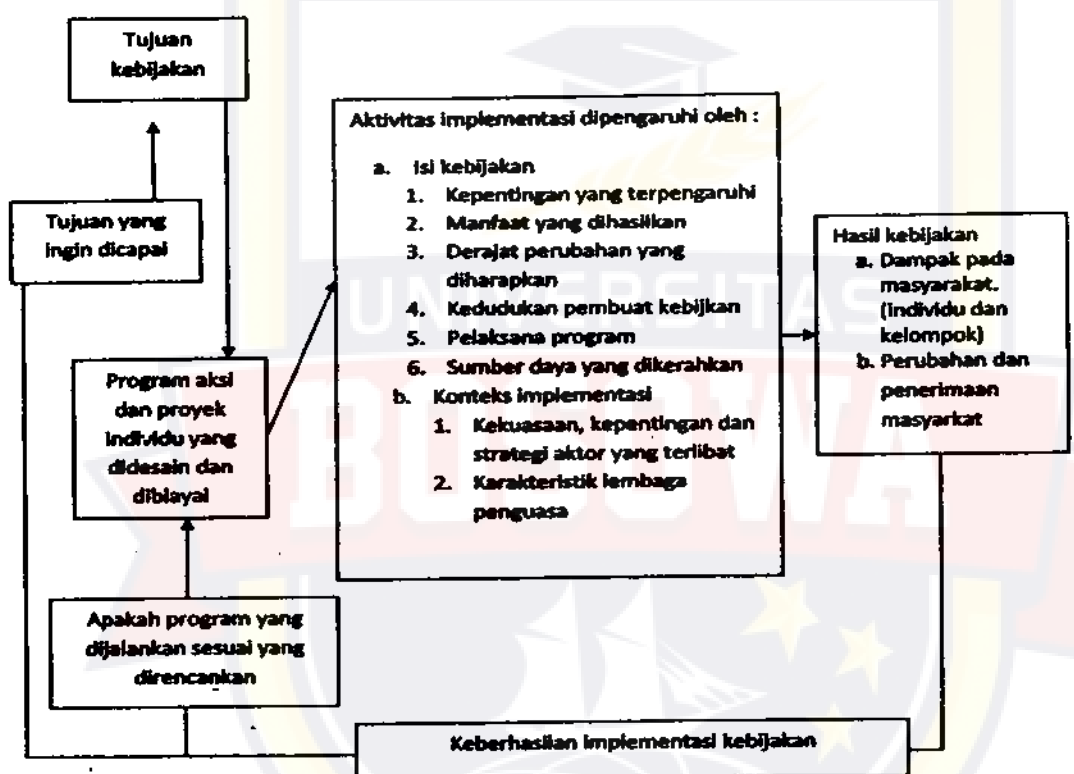 Tujuan
kebijakan
Tujuan yang
ingin dicapai
Program aksi
dan proyek
individu yang
didesain dan
dibiayai
Apakah program yang
dijalankan sesuai yang
direncankan
Aktivitas implementasi dipengaruhi oleh :
a. Isi kebijakan
1. Kepentingan yang terpengaruhi
2. Manfaat yang dihasilkan
3. Derajat perubahan yang
diharapkan
4. Kedudukan pembuat kebijkan
5. Pelaksana program
6. Sumber daya yang dikerahkan
b. Konteks implementasi
1. Kekuasaan, kepentingan dan
strategi aktor yang terlibat
2. Karakteristik lembaga
penguasa
Hasil kebijakan
a. Dampak pada
masyarakat.
(individu dan
kelompok)
b. Perubahan dan
penerimaan
masyarkat
Keberhasilan implementasi kebijakan
UNIVERSITAS
BOSOWA